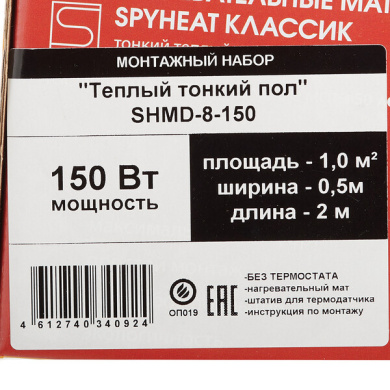 SPYHEAT КЛАССИК
МОНТАЖНЫЙ НАБОР
"Теплый тонкий пол"
SHMD-8-150
150 Вт
мощность
площадь - 1,0 м²
ширина - 0,5м
длина - 2 м
4 612740 340924
ОП019
ЕАС
-БЕЗ ТЕРМОСТАТА
-нагревательный мат
-штатив для термодатчика
-инструкция по монтажу